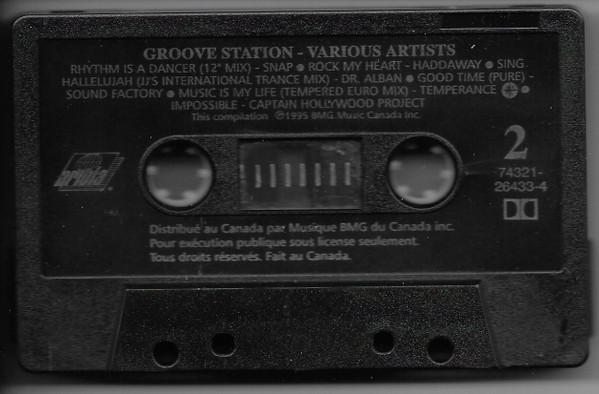 GROOVE STATION - VARIOUS ARTISTS
RHYTHM IS A DANCER (12" MIX) - SNAP ● ROCK MY HEART - HADDAWAY ● SING
HALLELUJAH (J'S INTERNATIONAL TRANCE MIX) - DR. ALBAN ● GOOD TIME (PURE) -
SOUND FACTORY ● MUSIC IS MY LIFE (TEMPERED EURO MIX) - TEMPERANCE ●
IMPOSSIBLE - CAPTAIN HOLLYWOOD PROJECT
This compilation ℗1995 BMG Music Canada Inc.
2
74321-
26433-4
ARISTA
Distribué au Canada par Musique BMG du Canada inc.
Pour exécution publique sous license seulement.
Tous droits réservés. Fait au Canada.